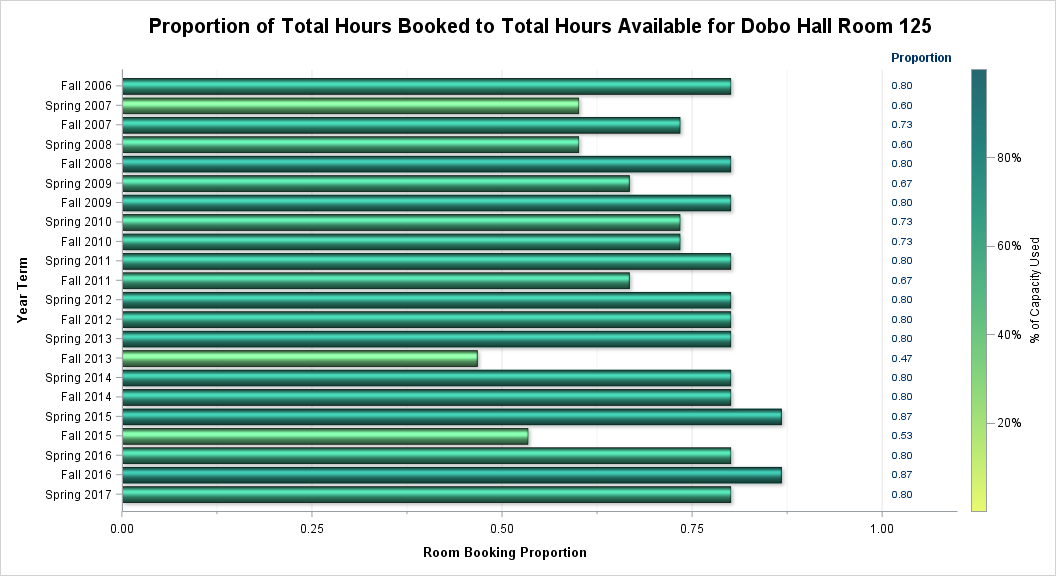 Proportion of Total Hours Booked to Total Hours Available for Dobo Hall Room 125
Proportion
Fall 2006 0.80
Spring 2007 0.60
Fall 2007 0.73
Spring 2008 0.60
Fall 2008 0.80
Spring 2009 0.67
Fall 2009 0.80
Spring 2010 0.73
Fall 2010 0.73
Spring 2011 0.80
Fall 2011 0.67
Spring 2012 0.80
Fall 2012 0.80
Spring 2013 0.80
Fall 2013 0.47
Spring 2014 0.80
Fall 2014 0.80
Spring 2015 0.87
Fall 2015 0.53
Spring 2016 0.80
Fall 2016 0.87
Spring 2017 0.80
Year Term
0.00 0.25 0.50 0.75 1.00
Room Booking Proportion
80%
60%
40%
20%
% of Capacity Used